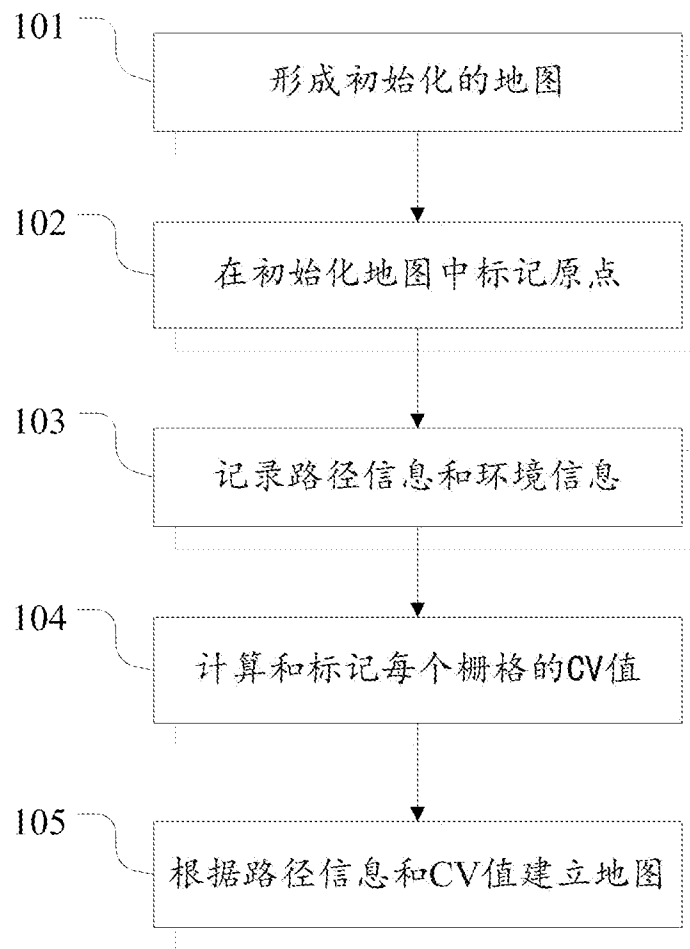 101
形成初始化的地图
102
在初始化地图中标记原点
103
记录路径信息和环境信息
104
计算和标记每个栅格的CV值
105
根据路径信息和CV值建立地图